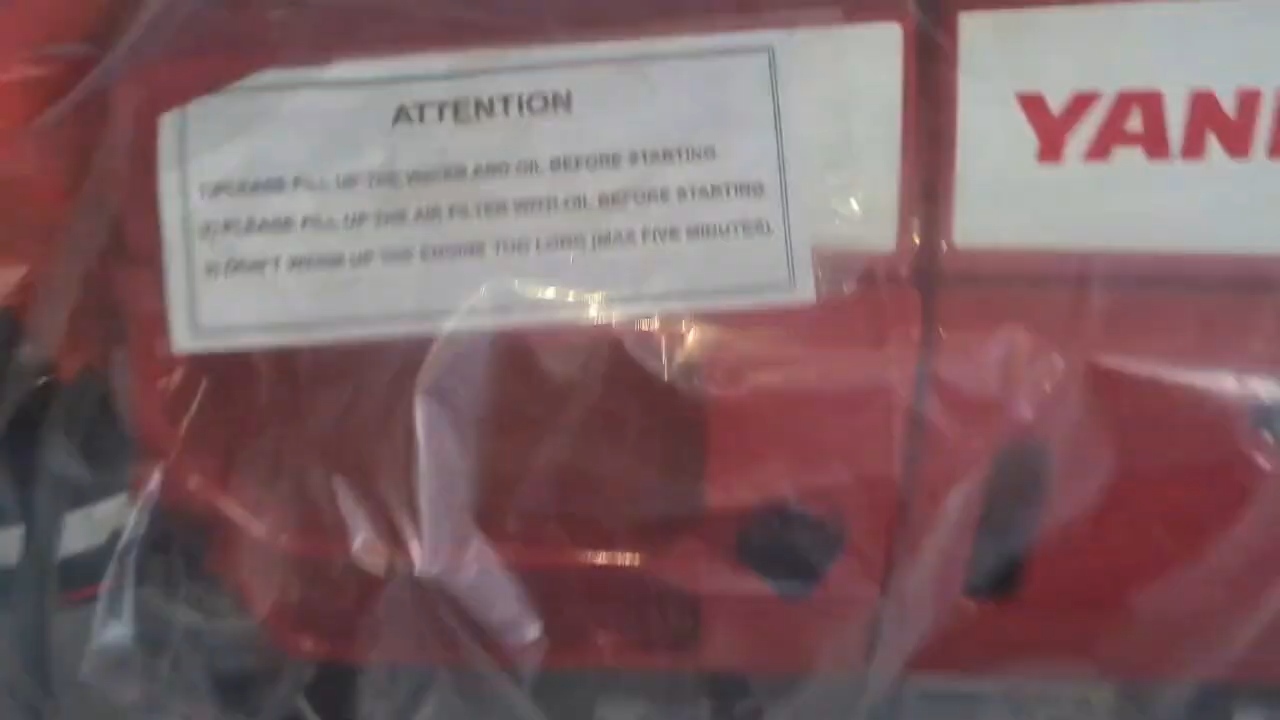 ATTENTION
1) PLEASE FILL UP THE WATER AND OIL BEFORE STARTING
2) PLEASE FILL UP THE AIR FILTER WITH OIL BEFORE STARTING
3) DON'T UP THE ENGINE TOO LONG (MAX FIVE MINUTES).
YAN